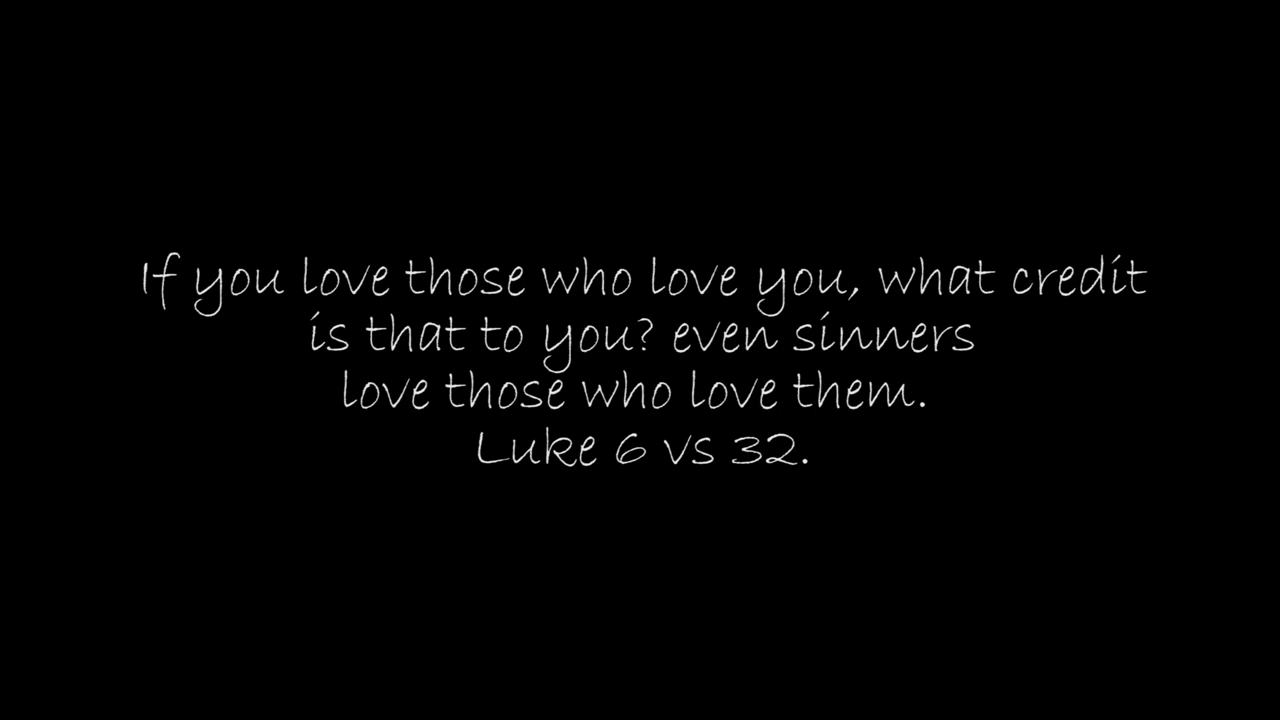 If you love those who love you, what credit
is that to you? even sinners
love those who love them.
Luke 6 vs 32.